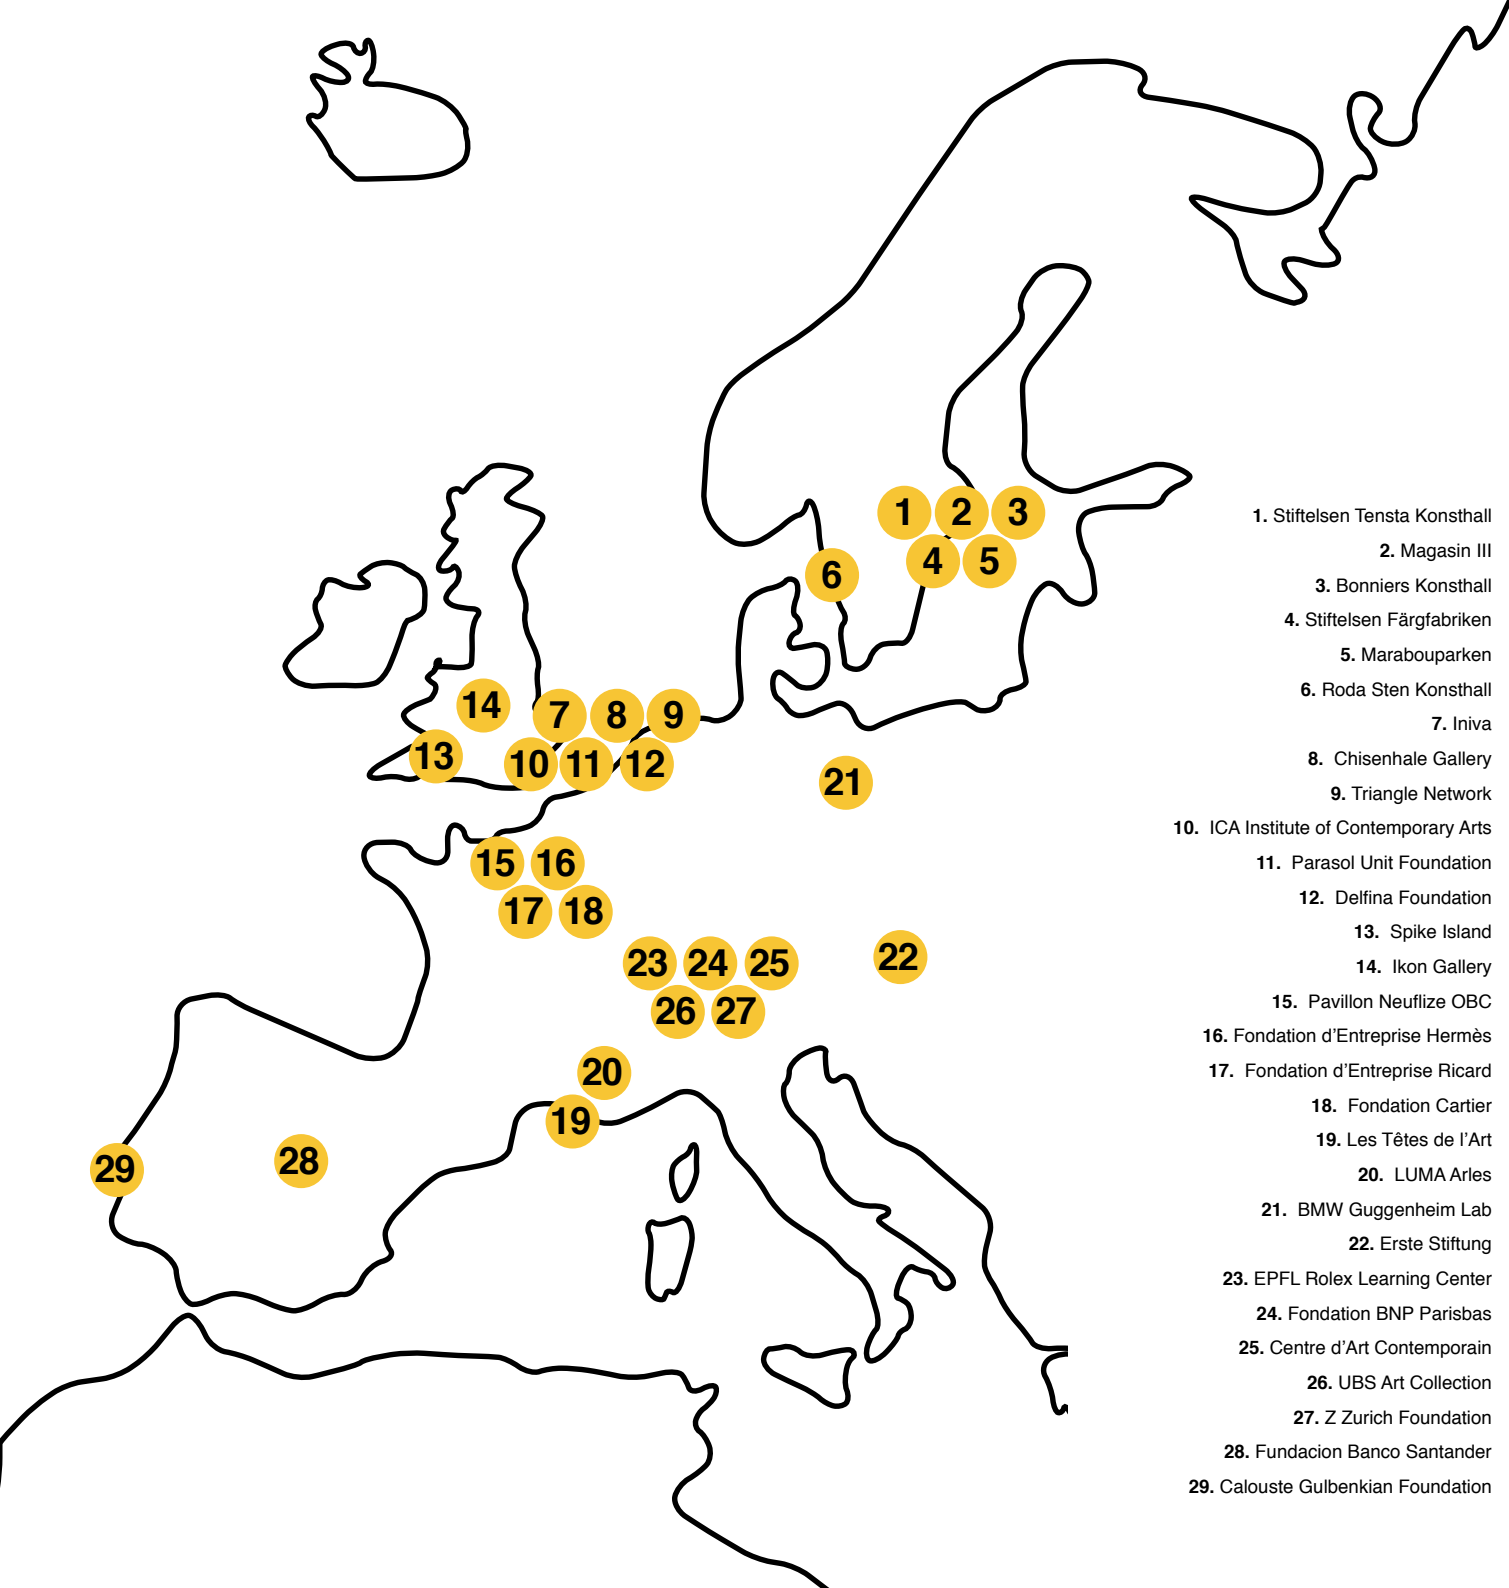 1 2 3
4 5
6
14 7 8 9
13 10 11 12
21
15 16
17 18
23 24 25 22
26 27
20
19
29 28
1. Stiftelsen Tensta Konsthall
2. Magasin III
3. Bonniers Konsthall
4. Stiftelsen Färgfabriken
5. Marabouparken
6. Roda Sten Konsthall
7. Iniva
8. Chisenhale Gallery
9. Triangle Network
10. ICA Institute of Contemporary Arts
11. Parasol Unit Foundation
12. Delfina Foundation
13. Spike Island
14. Ikon Gallery
15. Pavillon Neuflize OBC
16. Fondation d’Entreprise Hermès
17. Fondation d’Entreprise Ricard
18. Fondation Cartier
19. Les Têtes de l’Art
20. LUMA Arles
21. BMW Guggenheim Lab
22. Erste Stiftung
23. EPFL Rolex Learning Center
24. Fondation BNP Parisbas
25. Centre d’Art Contemporain
26. UBS Art Collection
27. Z Zurich Foundation
28. Fundacion Banco Santander
29. Calouste Gulbenkian Foundation